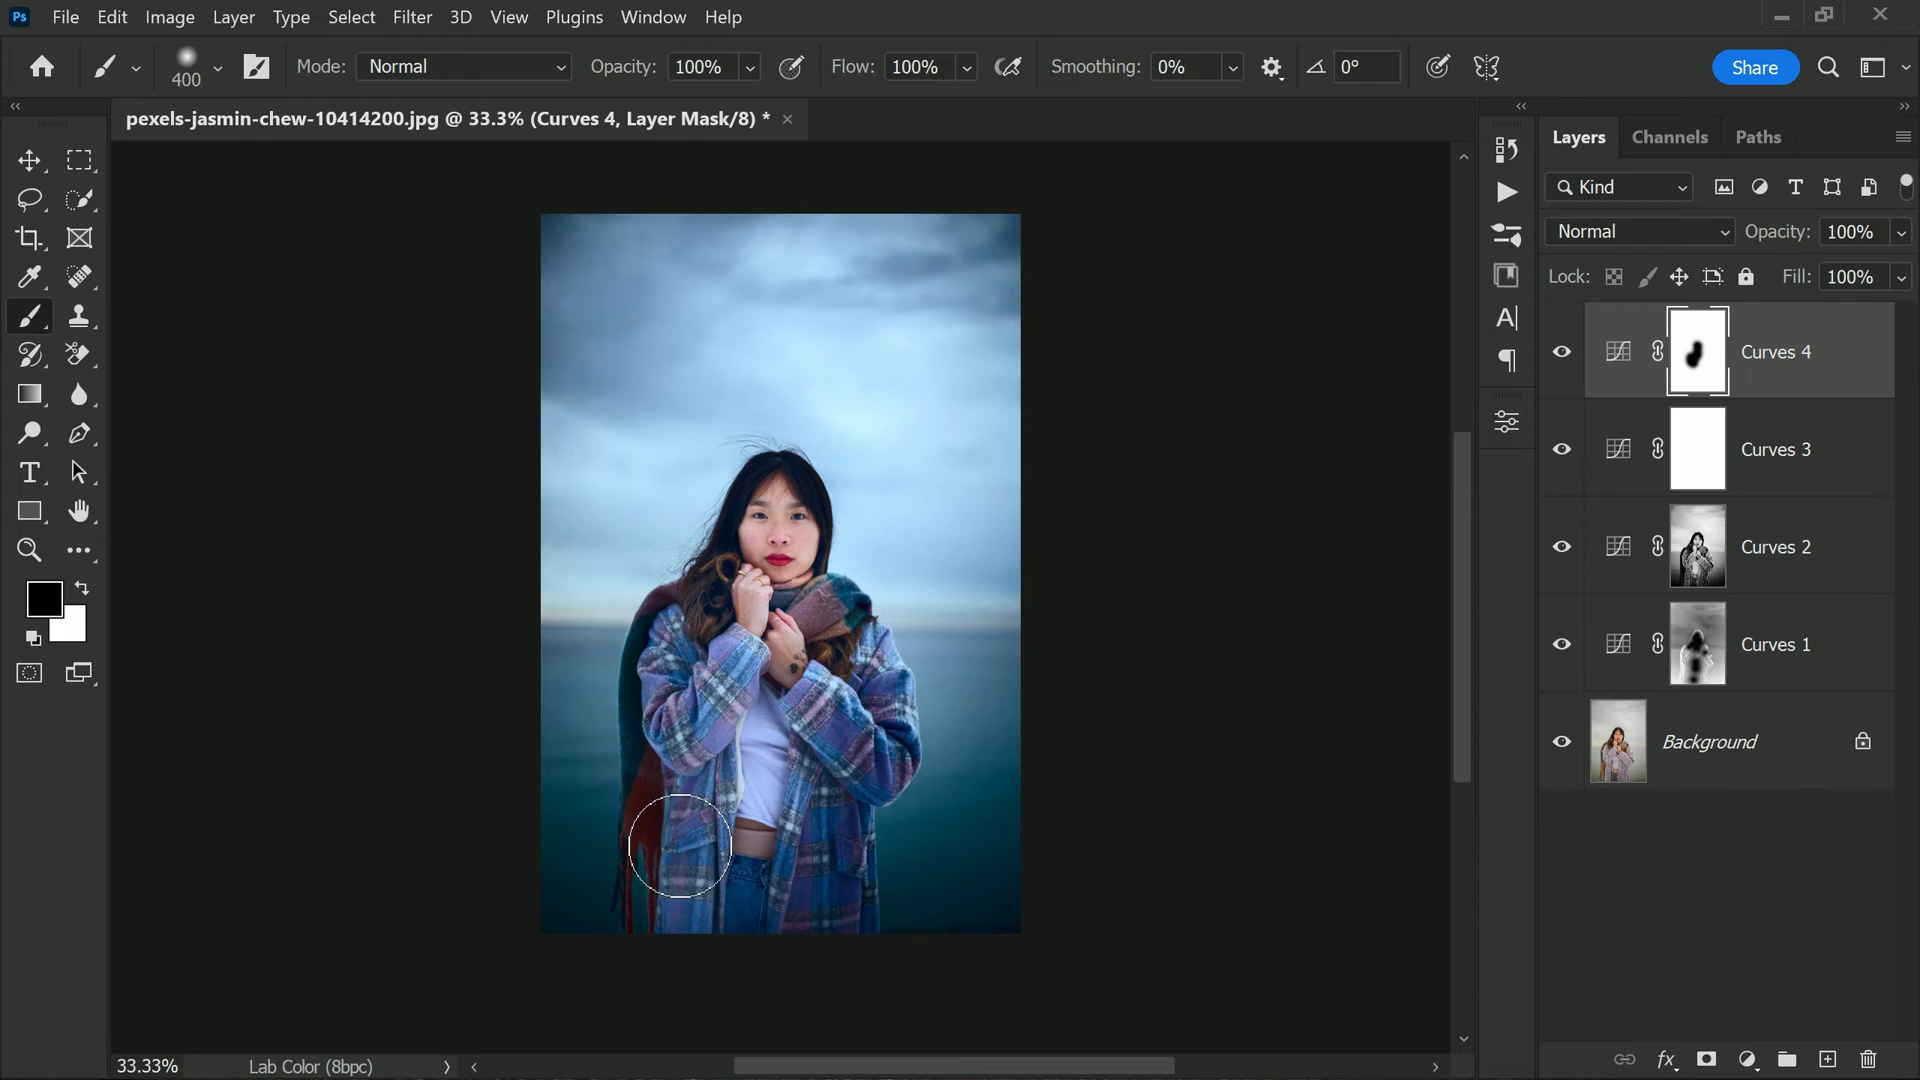 Ps File Edit Image Layer Type Select Filter 3D View Plugins Window Help
400 Mode: Normal Opacity: 100% Flow: 100% Smoothing: 0% 0° Share
pexels-jasmin-chew-10414200.jpg @ 33.3% (Curves 4, Layer Mask/8) *
Layers Channels Paths
Kind
Normal Opacity: 100%
Lock: Fill: 100%
Curves 4
Curves 3
Curves 2
Curves 1
Background
33.33% Lab Color (8bpc)